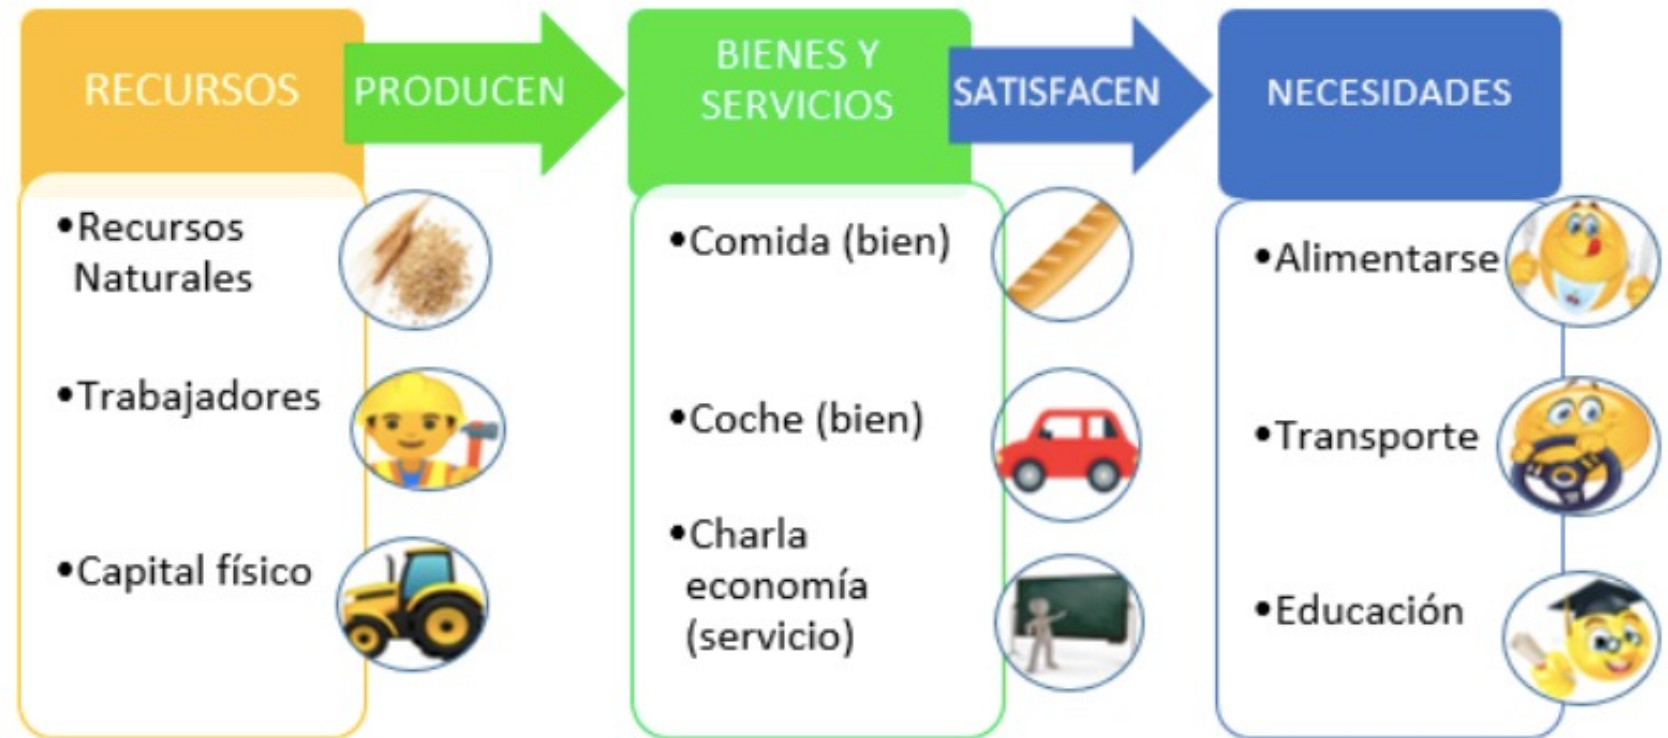 RECURSOS
PRODUCEN
BIENES Y
SERVICIOS
SATISFACEN
NECESIDADES
•Recursos
Naturales
•Trabajadores
•Capital físico
•Comida (bien)
•Coche (bien)
•Charla
economía
(servicio)
•Alimentarse
•Transporte
•Educación